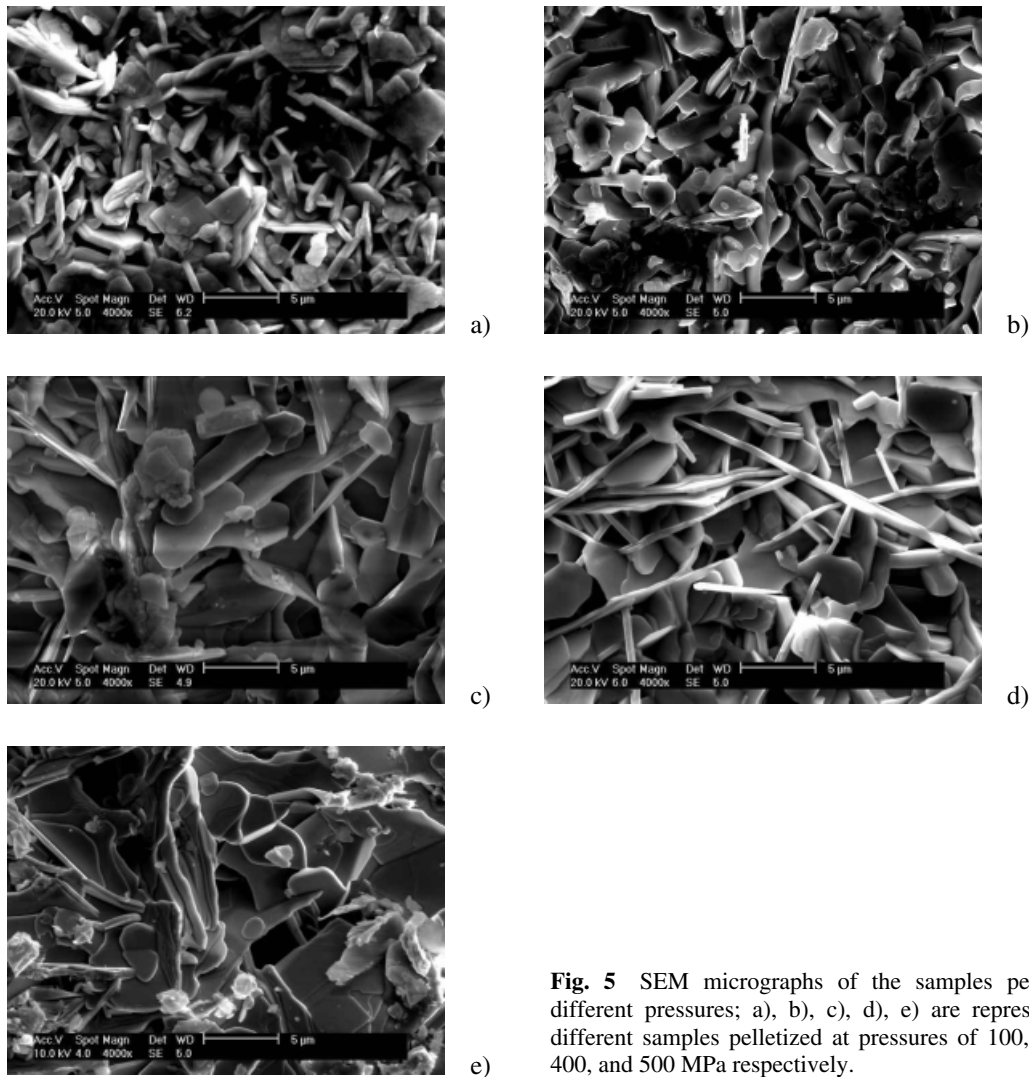 Acc.V Spot Magn Det WD 5 µm
20.0 kV 5.0 4000x SE 6.2
a)
Acc.V Spot Magn Det WD 5 µm
20.0 kV 5.0 4000x SE 5.0
b)
Acc.V Spot Magn Det WD 5 µm
20.0 kV 5.0 4000x SE 4.9
c)
Acc.V Spot Magn Det WD 5 µm
20.0 kV 5.0 4000x SE 5.0
d)
Acc.V Spot Magn Det WD 5 µm
10.0 kV 4.0 4000x SE 5.0
e)
Fig. 5 SEM micrographs of the samples pe
different pressures; a), b), c), d), e) are repres
different samples pelletized at pressures of 100,
400, and 500 MPa respectively.